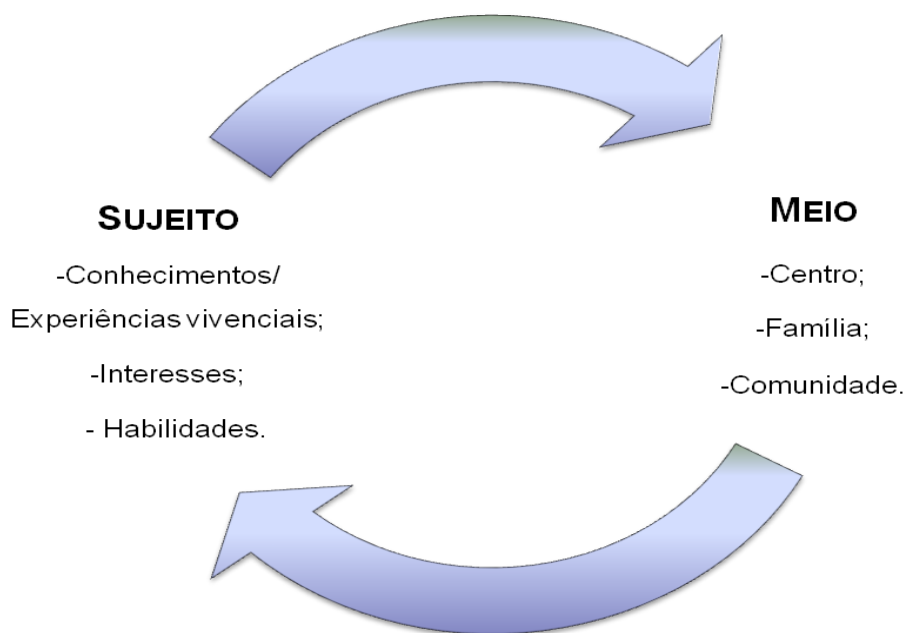 SUJEITO
-Conhecimentos/
Experiências vivenciais;
-Interesses;
- Habilidades.
MEIO
-Centro;
-Família;
-Comunidade.